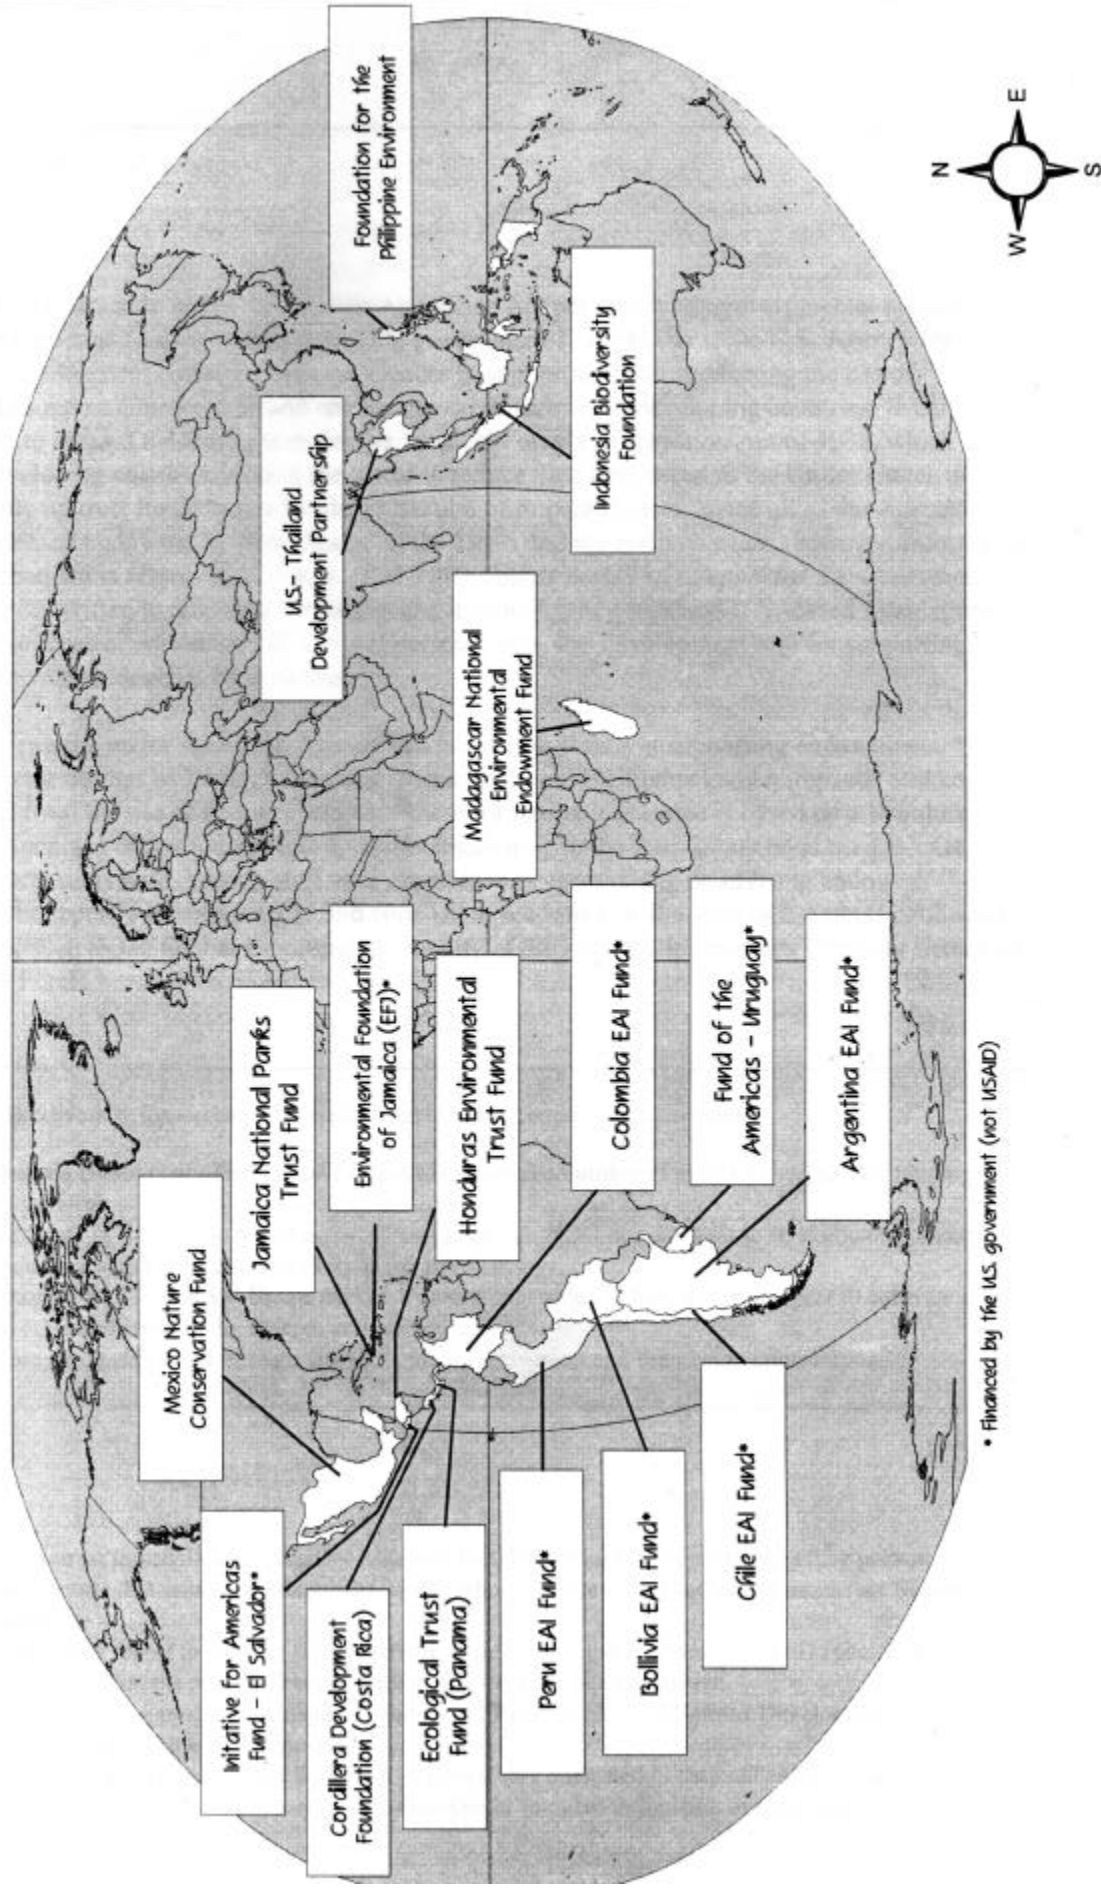 Mexico Nature
Conservation Fund
Jamaica National Parks
Trust Fund
Environmental Foundation
of Jamaica (EFJ)*
Honduras Environmental
Trust Fund
Colombia EAI Fund*
Fund of the
Americas - Uruguay*
Argentina EAI Fund*
Initative for Americas
Fund - El Salvador*
Cordillera Development
Foundation (Costa Rica)
Ecological Trust
Fund (Panama)
Peru EAI Fund*
Bollivia EAI Fund*
Chile EAI Fund*
U.S.- Thailand
Development Partnership
Foundation for the
Philippine Environment
Madagascar National
Environmental
Endowment Fund
Indonesia Biodiversity
Foundation
N
W
E
S
* Financed by the U.S. government (not USAID)